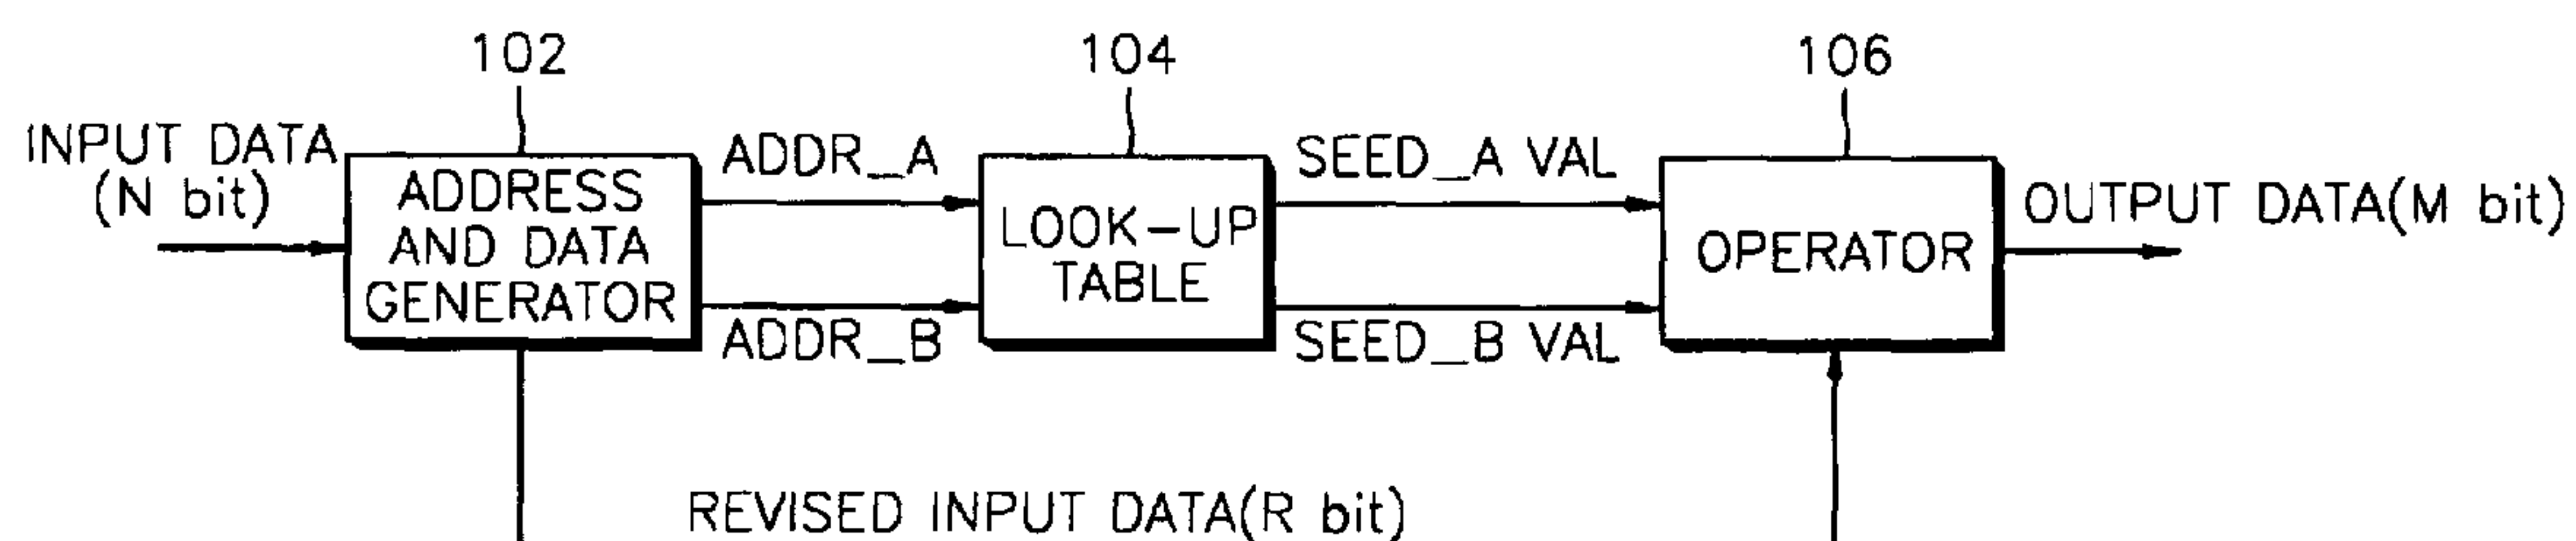 102
104
106
INPUT DATA
(N bit)
ADDRESS
AND DATA
GENERATOR
ADDR_A
ADDR_B
LOOK-UP
TABLE
SEED_A VAL
SEED_B VAL
OPERATOR
OUTPUT DATA(M bit)
REVISED INPUT DATA(R bit)